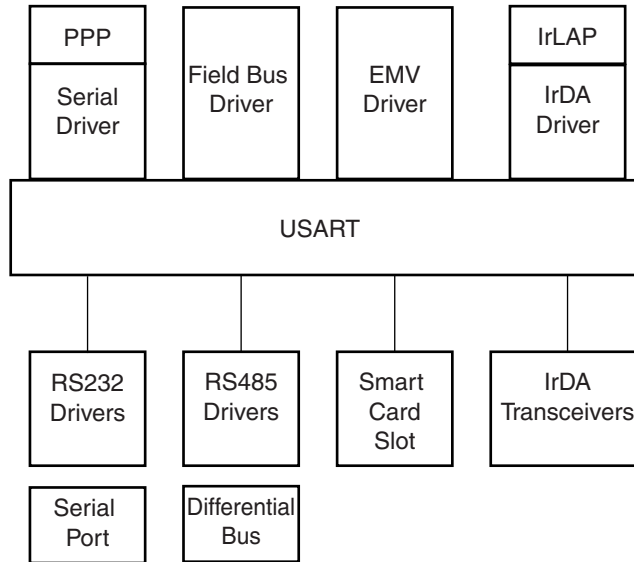 PPP
Serial
Driver
Field Bus
Driver
EMV
Driver
IrLAP
IrDA
Driver
USART
RS232
Drivers
RS485
Drivers
Smart
Card
Slot
IrDA
Transceivers
Serial
Port
Differential
Bus